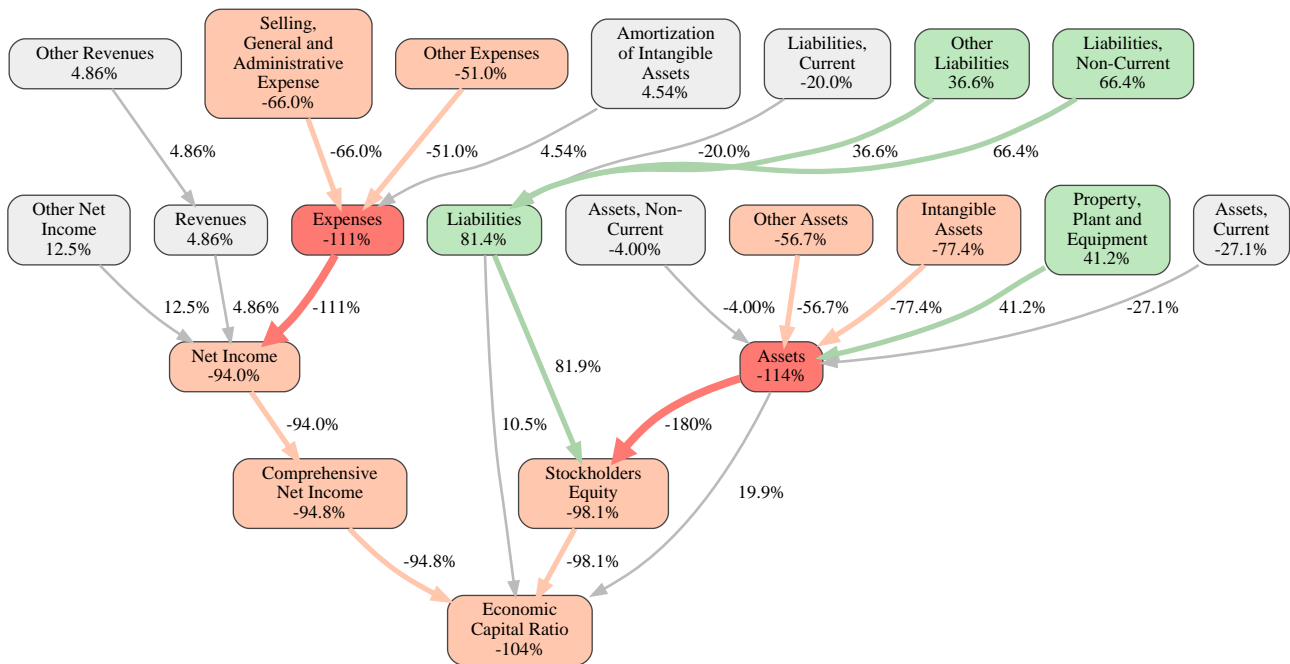 Other Revenues
4.86%
Selling,
General and
Administrative
Expense
-66.0%
Other Expenses
-51.0%
Amortization
of Intangible
Assets
4.54%
Liabilities,
Current
-20.0%
Other
Liabilities
36.6%
Liabilities,
Non-Current
66.4%
4.86%
-66.0%
-51.0%
4.54%
-20.0%
36.6%
66.4%
Other Net
Income
12.5%
Revenues
4.86%
Expenses
-111%
Liabilities
81.4%
Assets, Non-
Current
-4.00%
Other Assets
-56.7%
Intangible
Assets
-77.4%
Property,
Plant and
Equipment
41.2%
Assets,
Current
-27.1%
12.5%
4.86%
-111%
-4.00%
-56.7%
-77.4%
41.2%
-27.1%
Net Income
-94.0%
81.9%
Assets
-114%
-94.0%
10.5%
-180%
Comprehensive
Net Income
-94.8%
Stockholders
Equity
-98.1%
19.9%
-94.8%
-98.1%
Economic
Capital Ratio
-104%